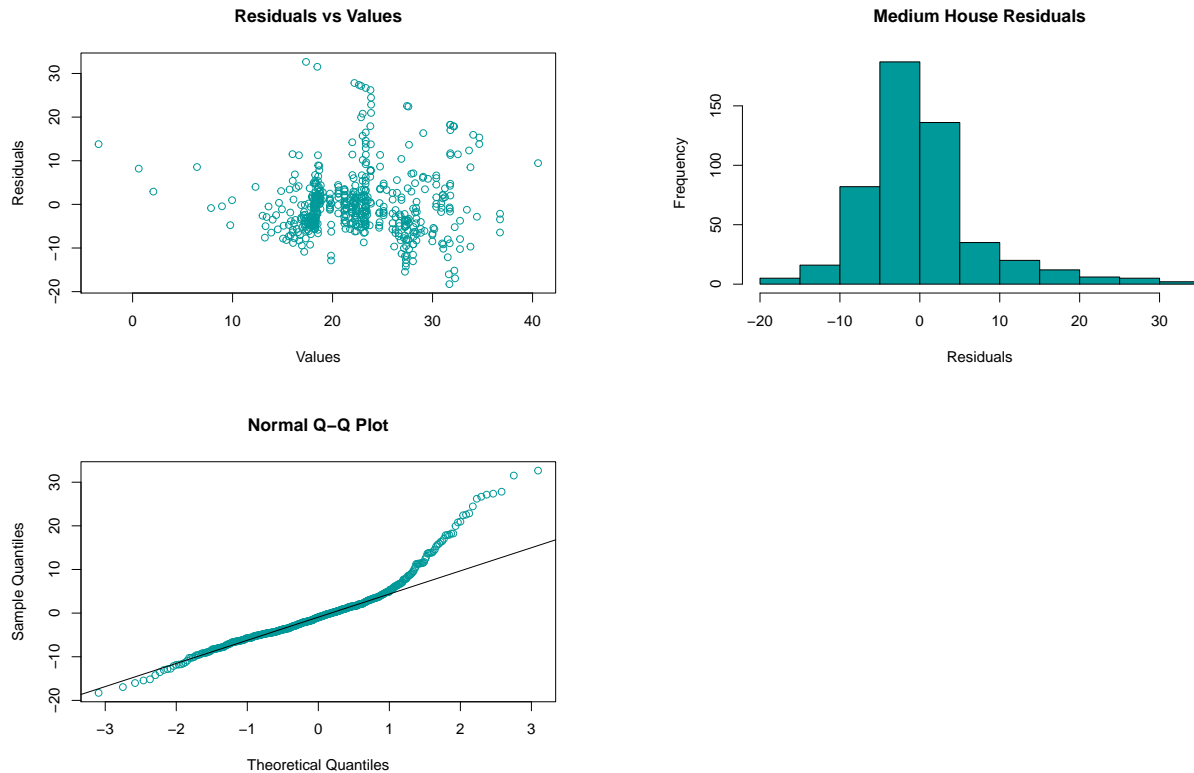 Residuals vs Values
Residuals
30
20
10
0
−10
−20
0 10 20 30 40
Values
Medium House Residuals
Frequency
150
100
50
0
−20 −10 0 10 20 30
Residuals
Normal Q−Q Plot
Sample Quantiles
30
20
10
0
−10
−20
−3 −2 −1 0 1 2 3
Theoretical Quantiles